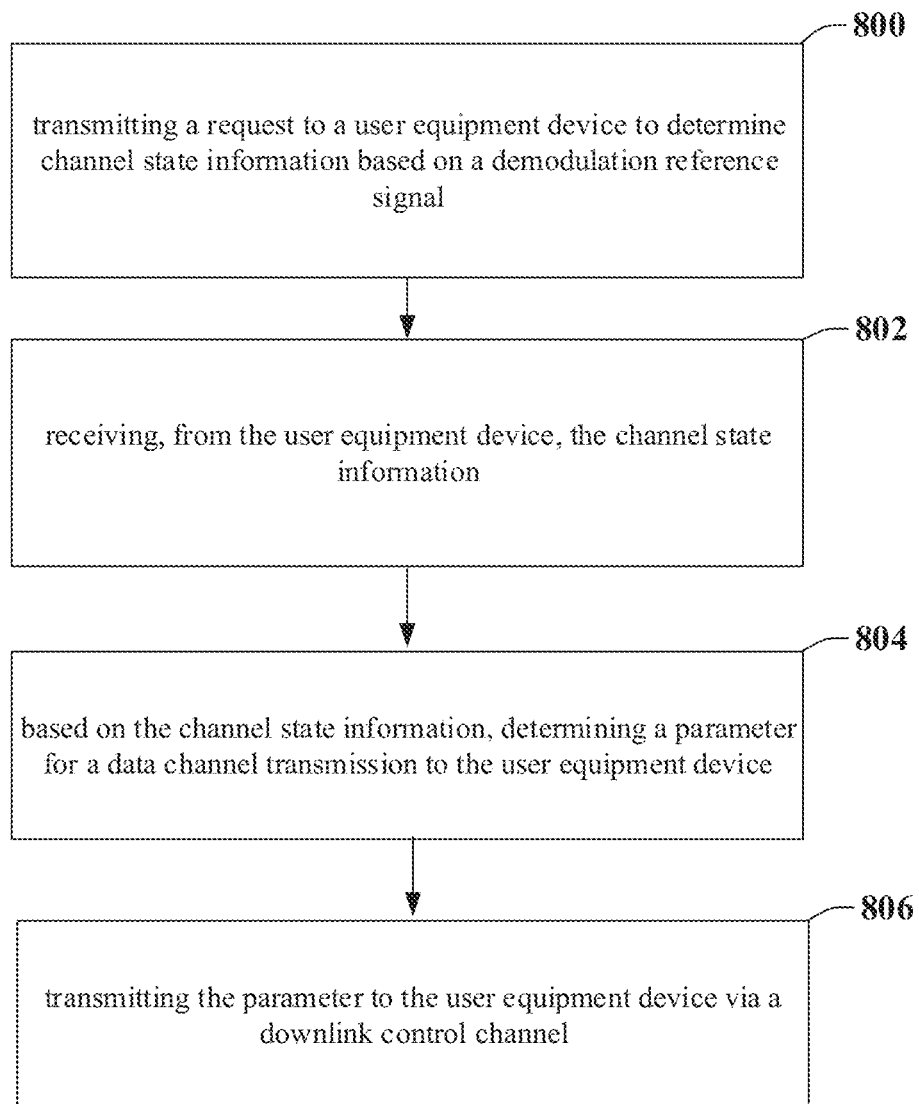 800
transmitting a request to a user equipment device to determine
channel state information based on a demodulation reference
signal
802
receiving, from the user equipment device, the channel state
information
804
based on the channel state information, determining a parameter
for a data channel transmission to the user equipment device
806
transmitting the parameter to the user equipment device via a
downlink control channel